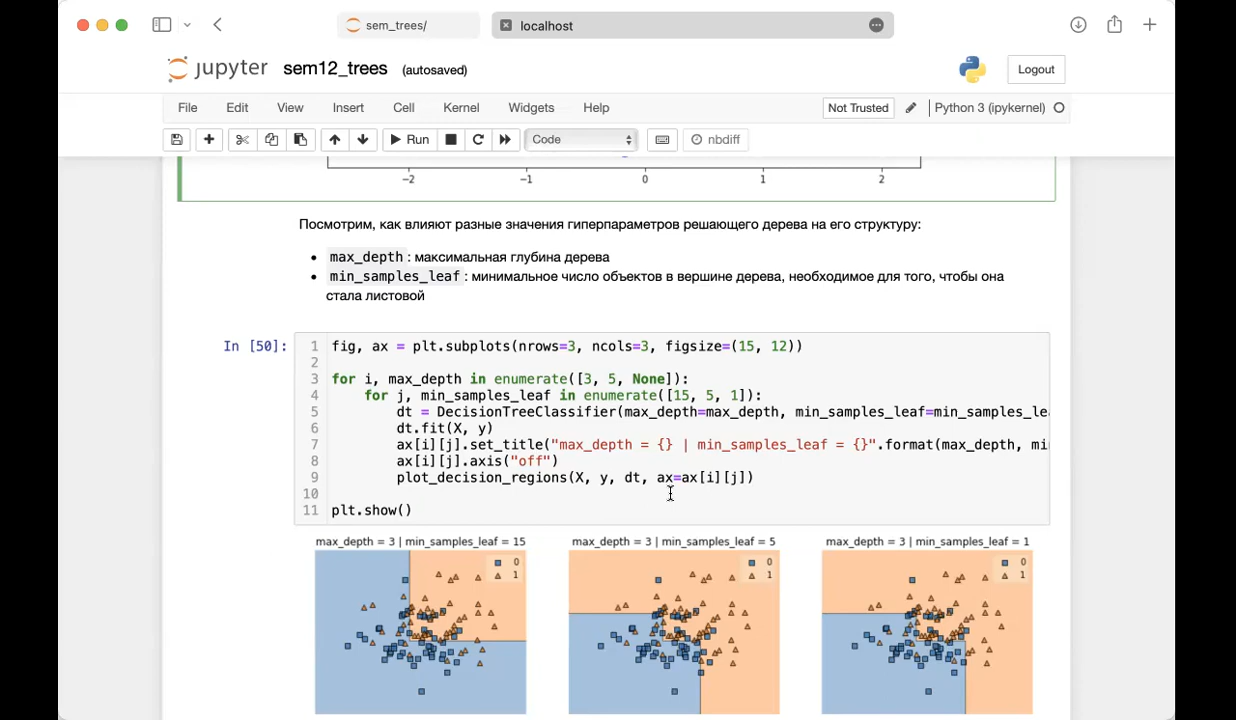 sem_trees/
localhost
jupyter sem12_trees (autosaved)
Logout
File Edit View Insert Cell Kernel Widgets Help
Not Trusted
Python 3 (ipykernel)
Run
Code
nbdiff
−2 −1 0 1 2
Посмотрим, как влияют разные значения гиперпараметров решающего дерева на его структуру:
• max_depth : максимальная глубина дерева
• min_samples_leaf : минимальное число объектов в вершине дерева, необходимое для того, чтобы она
стала листовой
In [50]:
1 fig, ax = plt.subplots(nrows=3, ncols=3, figsize=(15, 12))
2
3 for i, max_depth in enumerate([3, 5, None]):
4     for j, min_samples_leaf in enumerate([15, 5, 1]):
5         dt = DecisionTreeClassifier(max_depth=max_depth, min_samples_leaf=min_samples_le
6         dt.fit(X, y)
7         ax[i][j].set_title("max_depth = {} | min_samples_leaf = {}".format(max_depth, mi
8         ax[i][j].axis("off")
9         plot_decision_regions(X, y, dt, ax=ax[i][j])
10
11 plt.show()
max_depth = 3 | min_samples_leaf = 15
0
1
max_depth = 3 | min_samples_leaf = 5
0
1
max_depth = 3 | min_samples_leaf = 1
0
1